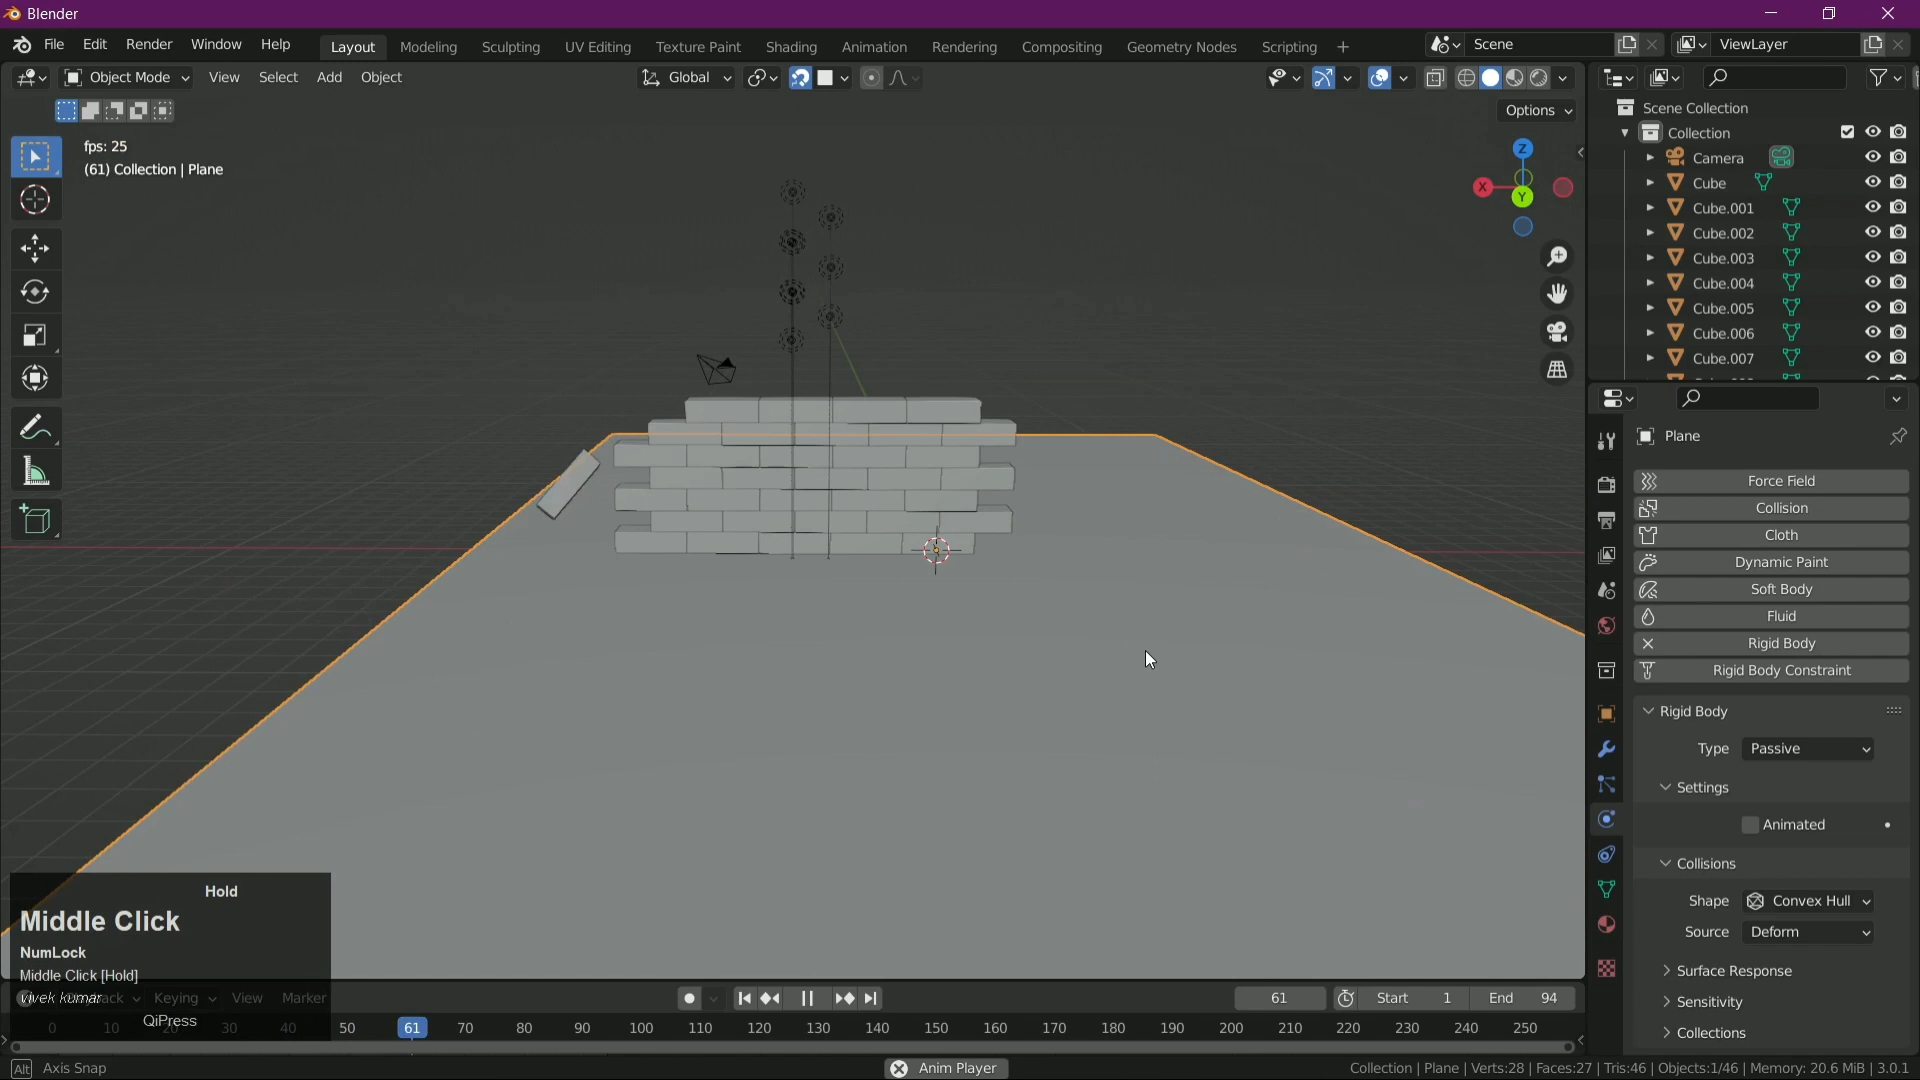 Blender
File Edit Render Window Help Layout Modeling Sculpting UV Editing Texture Paint Shading Animation Rendering Compositing Geometry Nodes Scripting + Scene ViewLayer
Object Mode View Select Add Object Global
Options
fps: 25
(61) Collection | Plane
Z
X
Y
Scene Collection
Collection
Camera
Cube
Cube.001
Cube.002
Cube.003
Cube.004
Cube.005
Cube.006
Cube.007
Plane
Force Field
Collision
Cloth
Dynamic Paint
Soft Body
Fluid
Rigid Body
Rigid Body Constraint
Rigid Body
Type Passive
Settings
Animated
Collisions
Shape Convex Hull
Source Deform
Surface Response
Sensitivity
Collections
Hold
Middle Click
NumLock
Middle Click [Hold]
vivek kumar
Keying View Marker
QiPress
61 Start 1 End 94
0 10 20 30 40 50 61 70 80 90 100 110 120 130 140 150 160 170 180 190 200 210 220 230 240 250
Alt Axis Snap Anim Player Collection | Plane | Verts:28 | Faces:27 | Tris:46 | Objects:1/46 | Memory: 20.6 MiB | 3.0.1